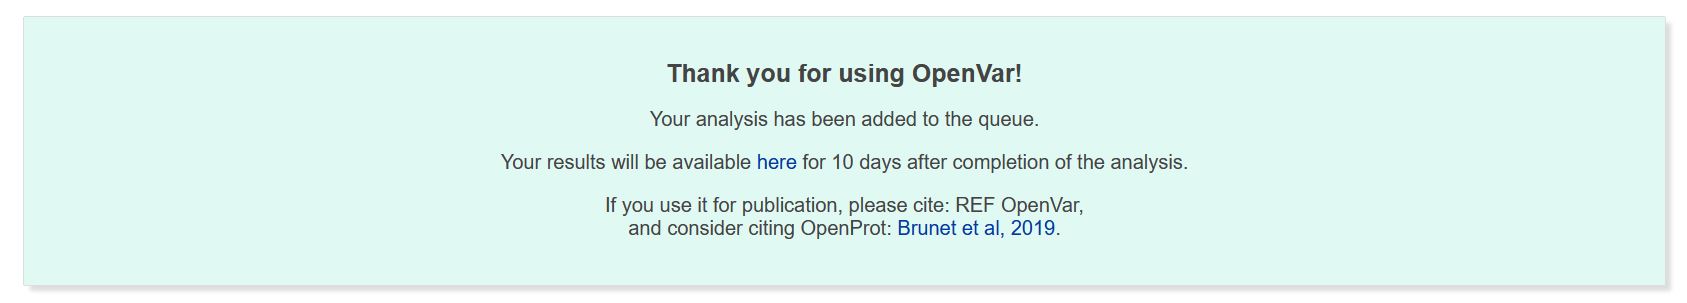 Thank you for using OpenVar!
Your analysis has been added to the queue.
Your results will be available here for 10 days after completion of the analysis.
If you use it for publication, please cite: REF OpenVar,
and consider citing OpenProt: Brunet et al, 2019.